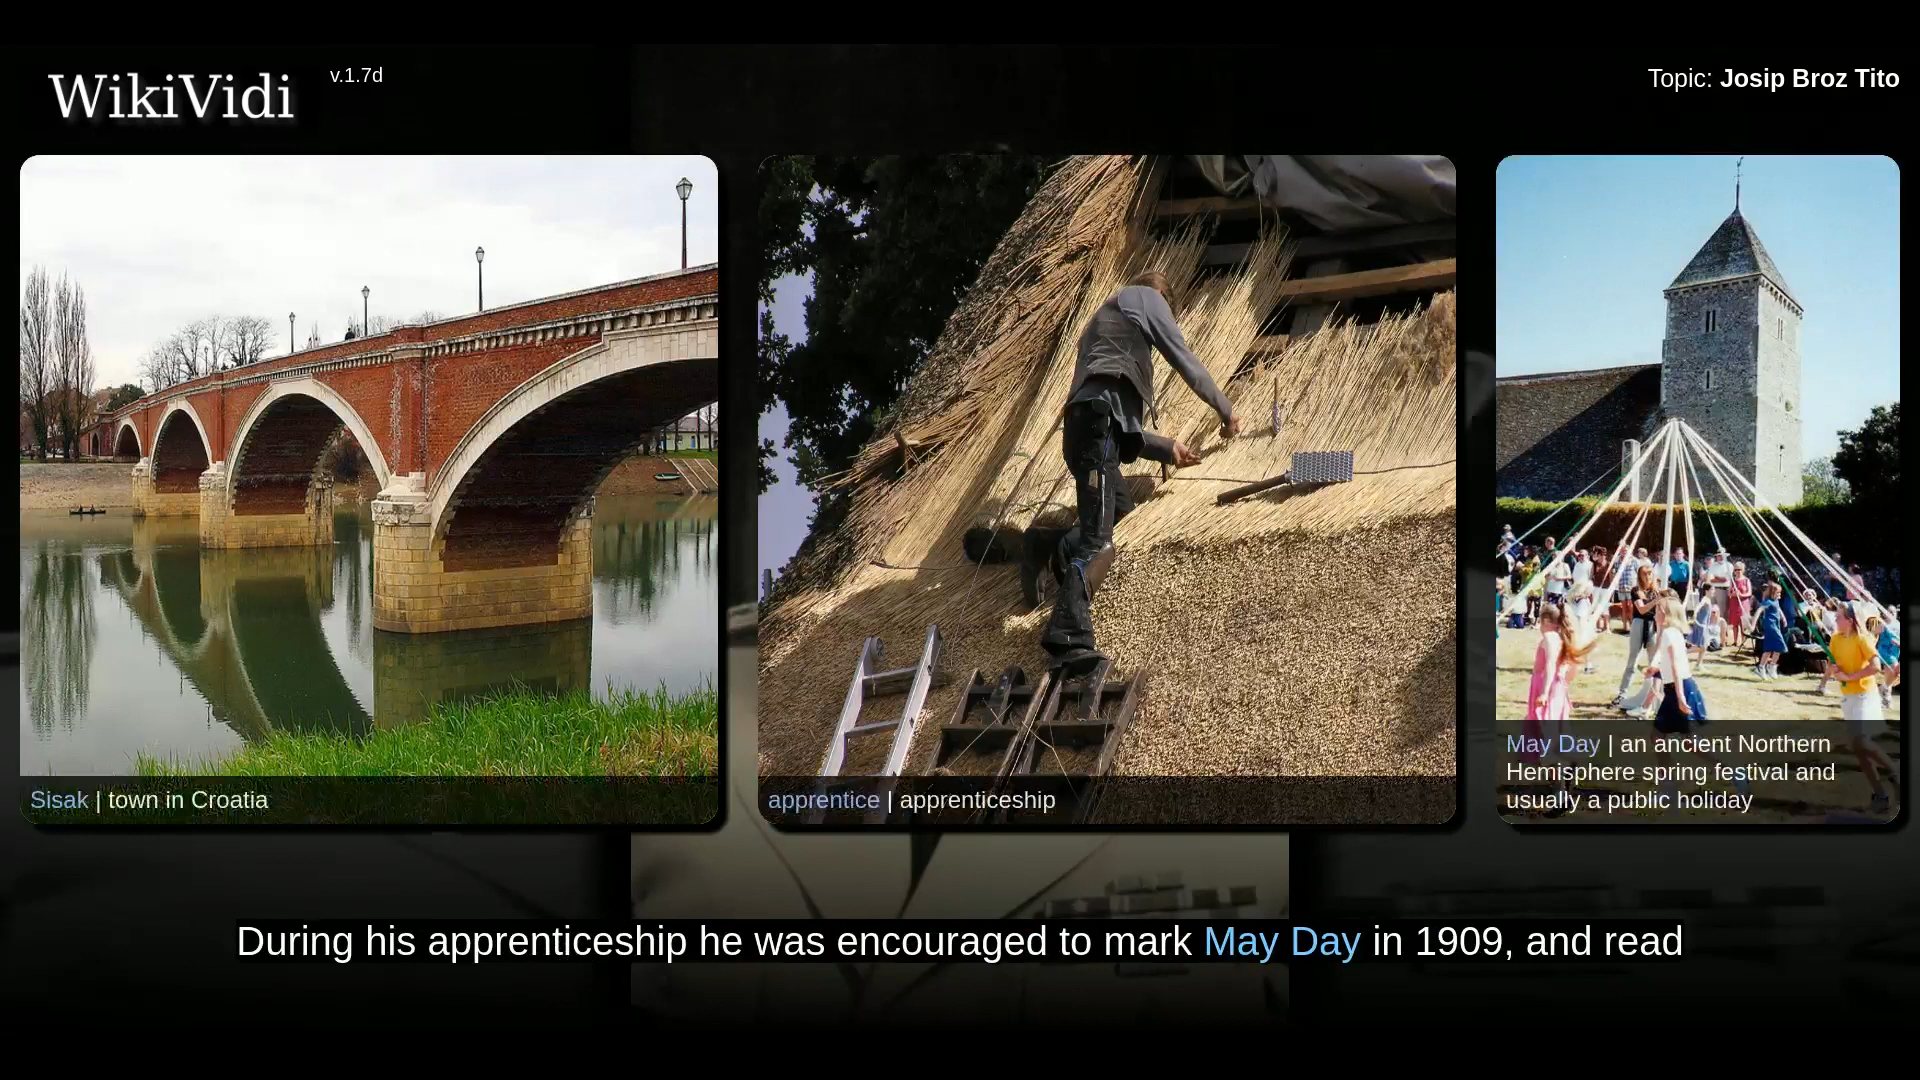 WikiVidi
v.1.7d
Topic: Josip Broz Tito
Sisak | town in Croatia
apprentice | apprenticeship
May Day | an ancient Northern
Hemisphere spring festival and
usually a public holiday
During his apprenticeship he was encouraged to mark May Day in 1909, and read